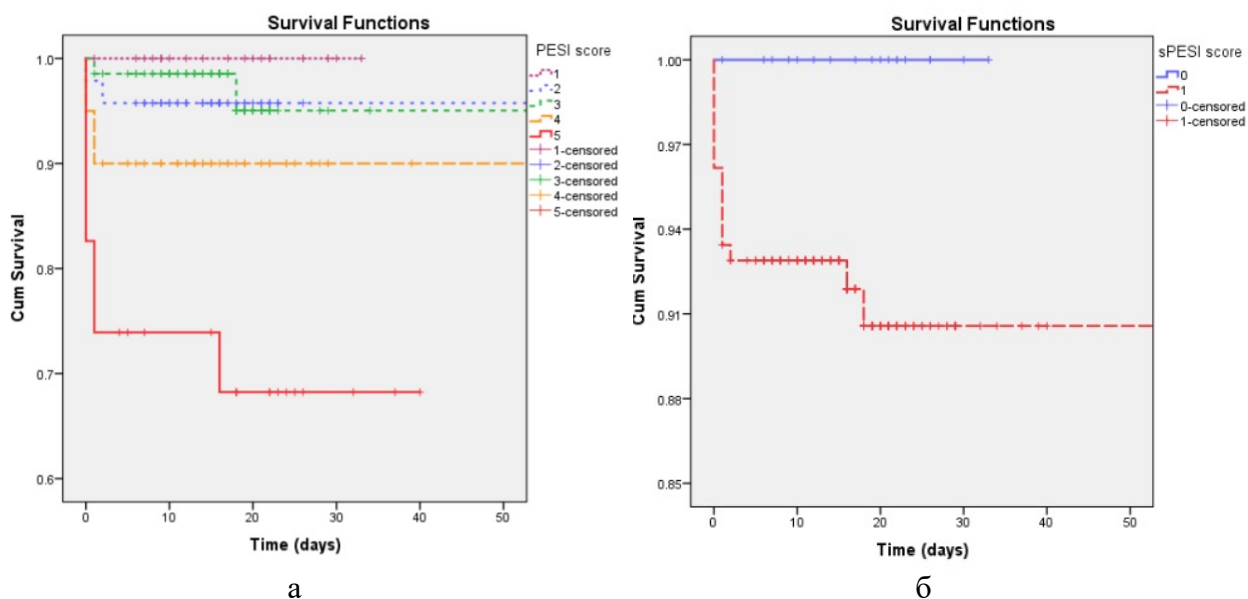 Survival Functions
PESI score
1
2
3
4
5
1-censored
2-censored
3-censored
4-censored
5-censored
Cum Survival
1.0
0.9
0.8
0.7
0.6
0 10 20 30 40 50
Time (days)
а
Survival Functions
sPESI score
0
1
0-censored
1-censored
Cum Survival
1.00
0.97
0.94
0.91
0.88
0.85
0 10 20 30 40 50
Time (days)
б